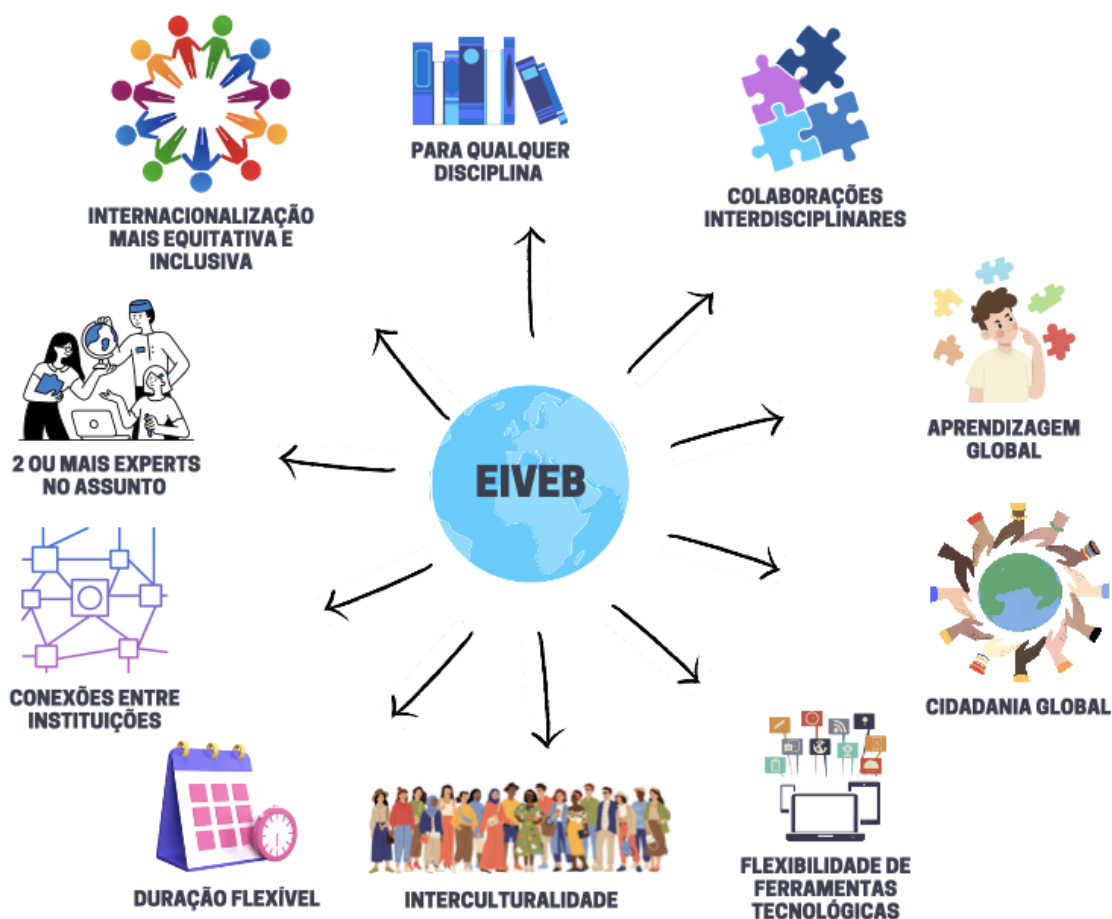 PARA QUALQUER
DISCIPLINA
COLABORAÇÕES
INTERDISCIPLINARES
INTERNACIONALIZAÇÃO
MAIS EQUITATIVA E
INCLUSIVA
APRENDIZAGEM
GLOBAL
2 OU MAIS EXPERTS
NO ASSUNTO
EIVEB
CONEXÕES ENTRE
INSTITUIÇÕES
CIDADANIA GLOBAL
DURAÇÃO FLEXÍVEL
INTERCULTURALIDADE
FLEXIBILIDADE DE
FERRAMENTAS
TECNOLÓGICAS